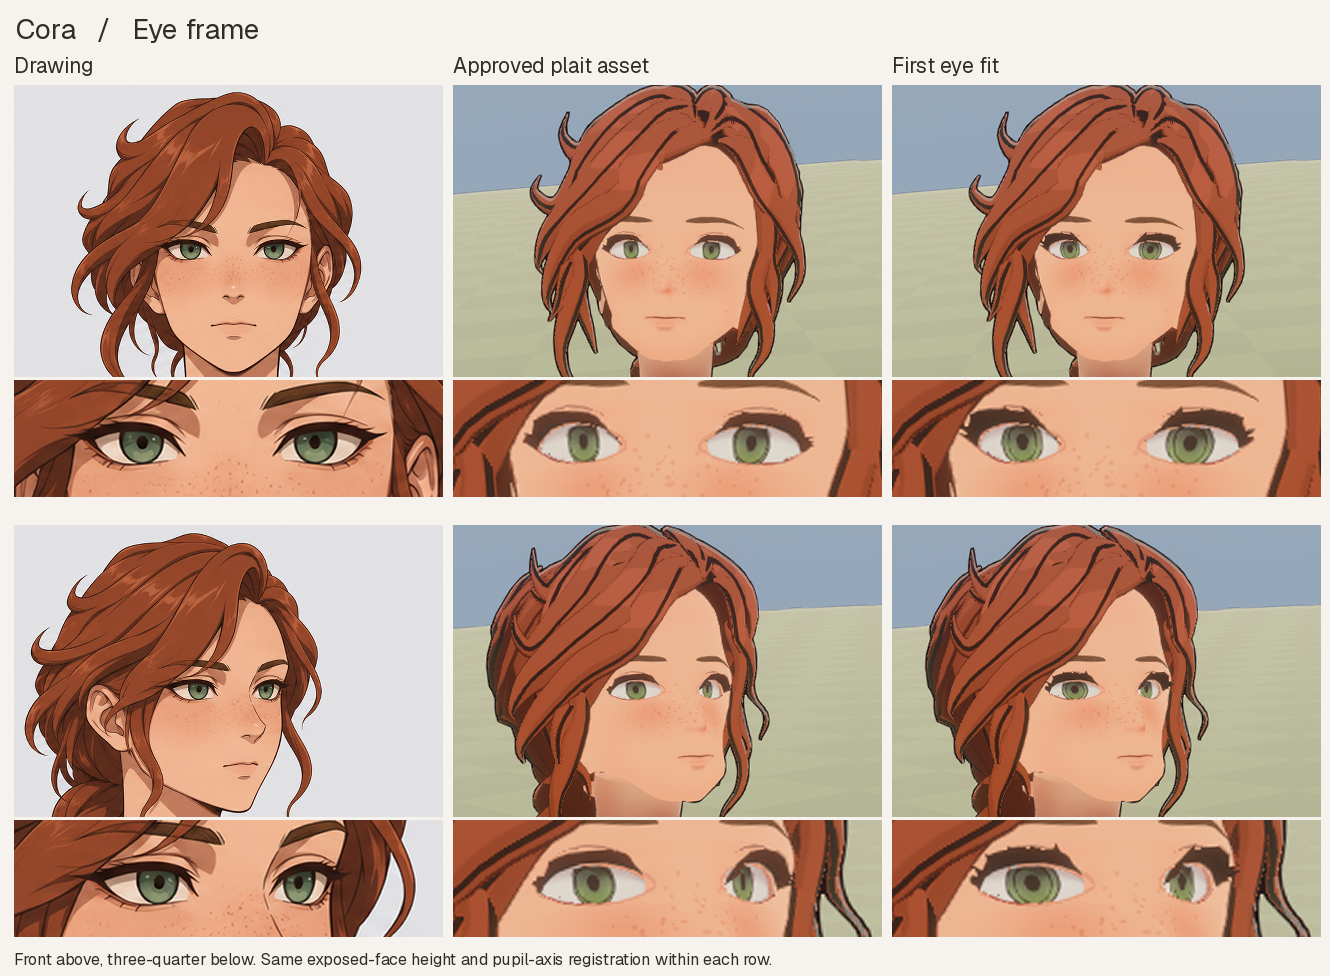 Cora / Eye frame
Drawing
Approved plait asset
First eye fit
Front above, three-quarter below. Same exposed-face height and pupil-axis registration within each row.